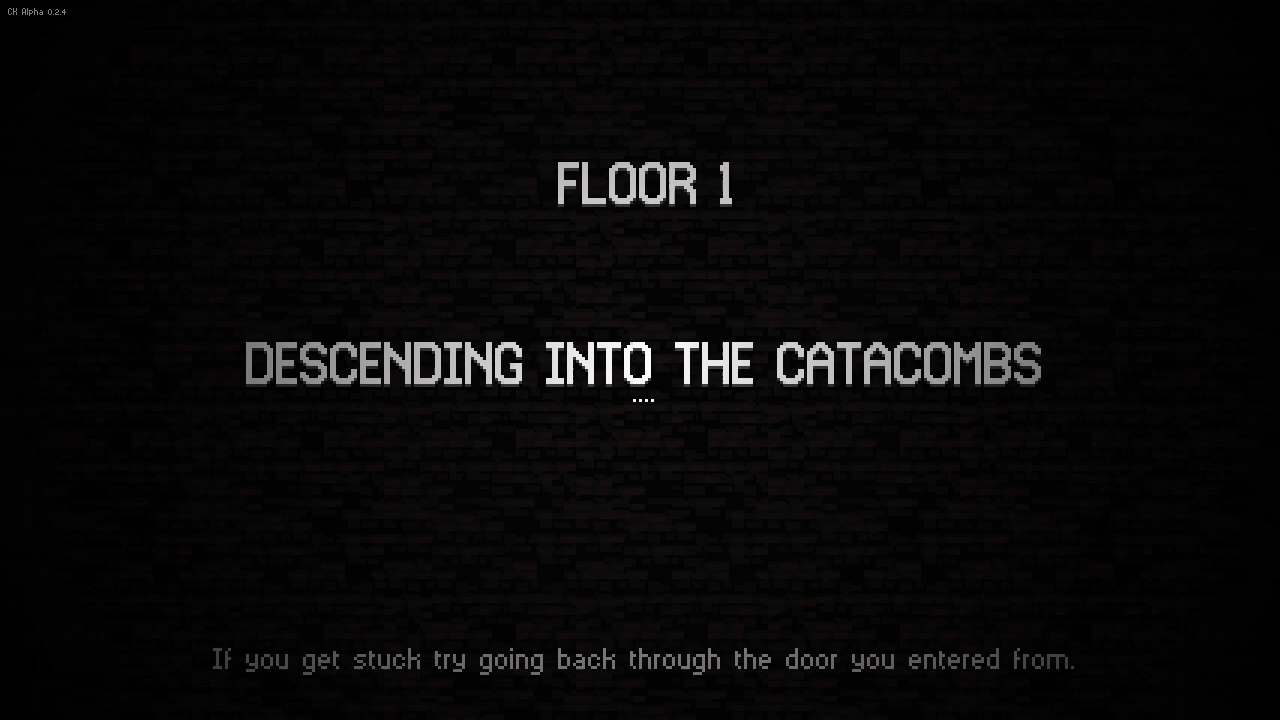 CK Alpha 0.2.4
FLOOR 1
DESCENDING INTO THE CATACOMBS
....
If you get stuck try going back through the door you entered from.